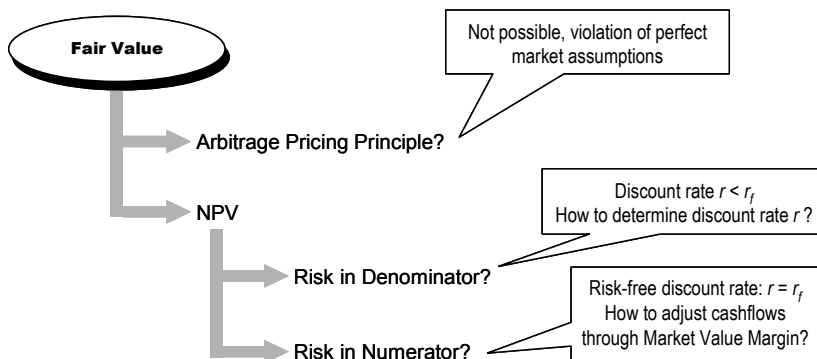 Fair Value
Not possible, violation of perfect
market assumptions
Arbitrage Pricing Principle?
NPV
Discount rate r < rf
How to determine discount rate r ?
Risk in Denominator?
Risk-free discount rate: r = rf
How to adjust cashflows
through Market Value Margin?
Risk in Numerator?